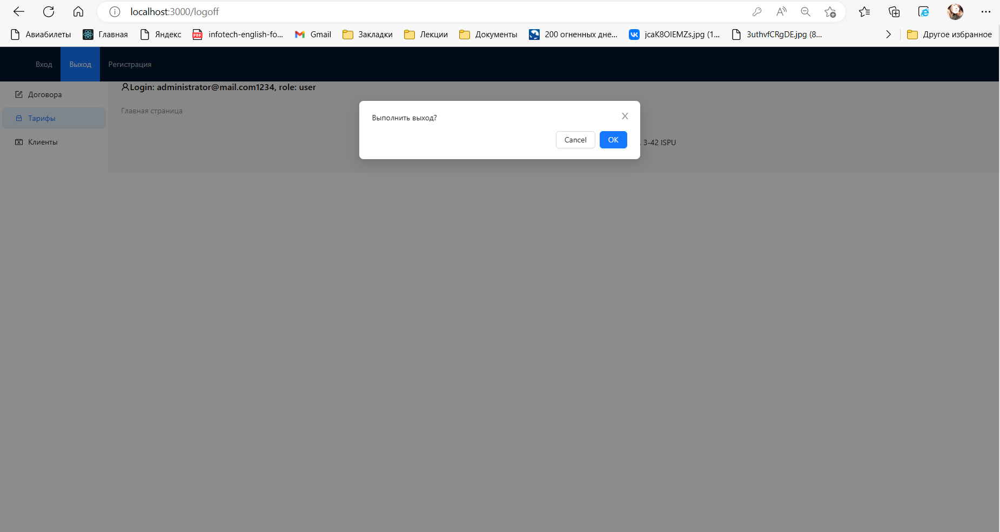 localhost:3000/logoff
Авиабилеты Главная Яндекс infotech-english-fo... Gmail Закладки Лекции Документы 200 огненных дне... jcaK8OIEMZs.jpg (1... 3uthvfCRgDE.jpg (8... Другое избранное
Вход Выход Регистрация
Login: administrator@mail.com1234, role: user
Договора
Главная страница
Тарифы
Клиенты
Выполнить выход?
Cancel OK
3-42 ISPU